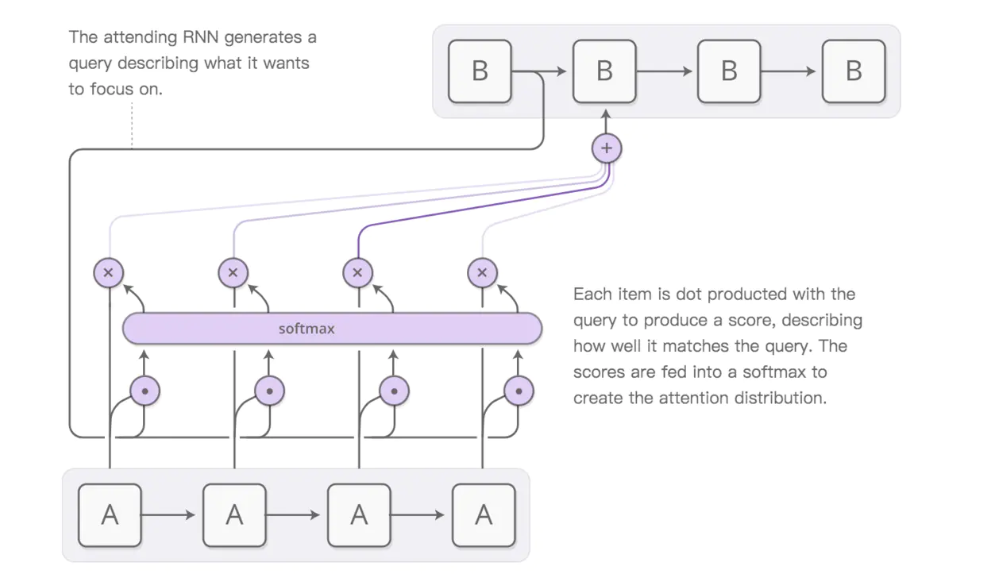 The attending RNN generates a
query describing what it wants
to focus on.
B
B
B
B
+
×
×
×
×
softmax
Each item is dot producted with the
query to produce a score, describing
how well it matches the query. The
scores are fed into a softmax to
create the attention distribution.
A
A
A
A